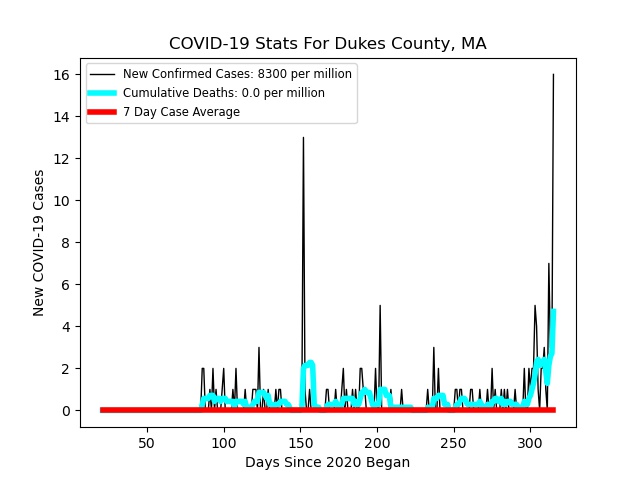 COVID-19 Stats For Dukes County, MA
New Confirmed Cases: 8300 per million
Cumulative Deaths: 0.0 per million
7 Day Case Average
New COVID-19 Cases
16
14
12
10
8
6
4
2
0
50 100 150 200 250 300
Days Since 2020 Began